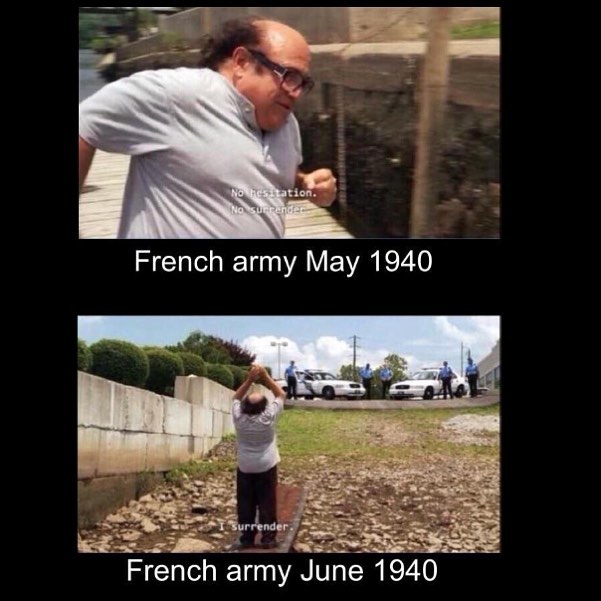 No hesitation.
No surrender.
French army May 1940
I surrender.
French army June 1940